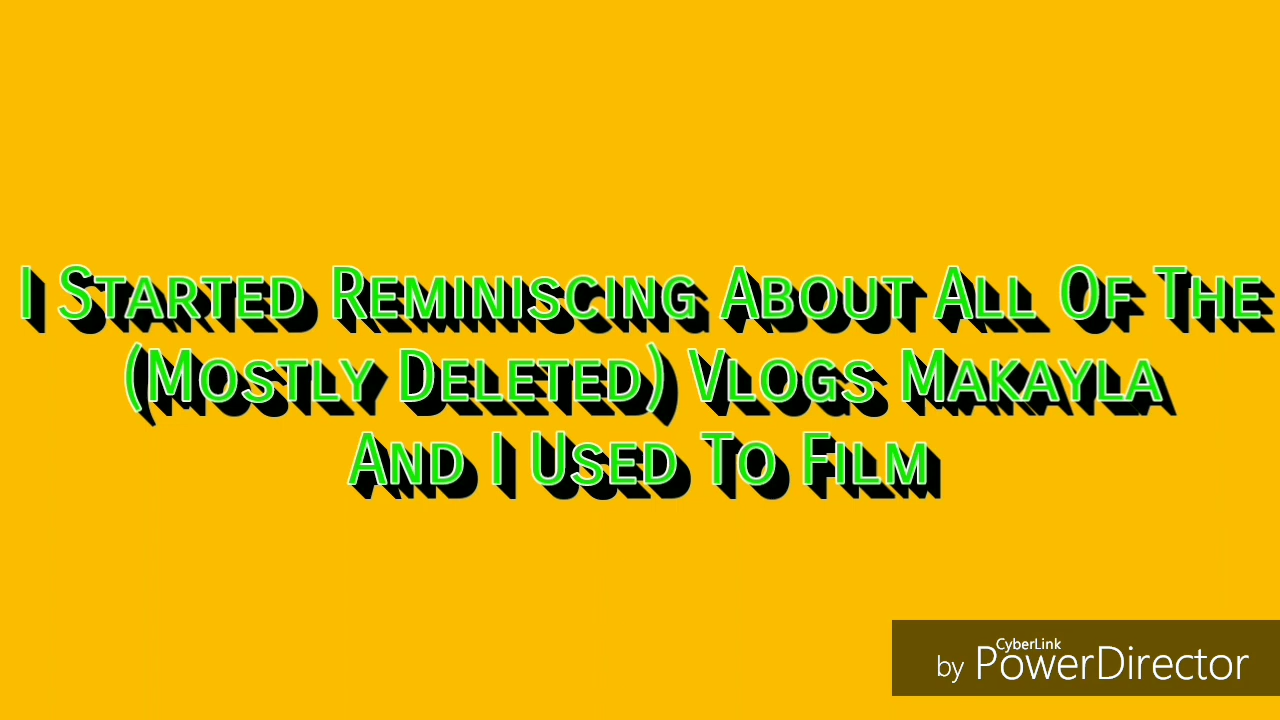 I Started Reminiscing About All Of The
(Mostly Deleted) Vlogs Makayla
And I Used To Film
CyberLink
by PowerDirector